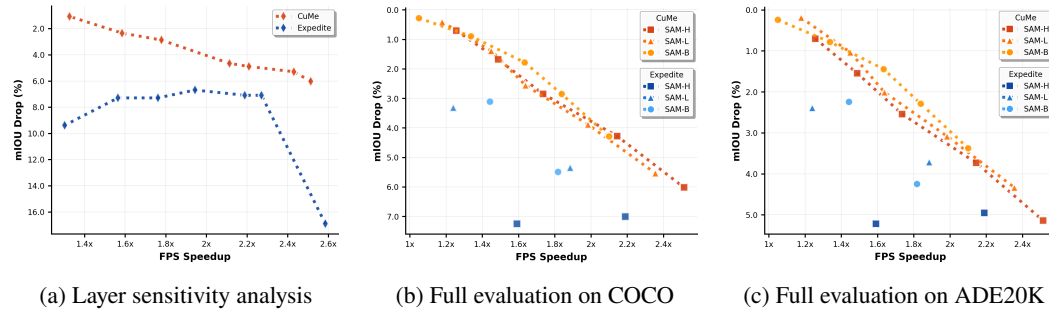 CuMe
Expedite
2.0
4.0
6.0
8.0
10.0
12.0
14.0
16.0
mIOU Drop (%)
1.4x 1.6x 1.8x 2x 2.2x 2.4x 2.6x
FPS Speedup
(a) Layer sensitivity analysis
CuMe
SAM-H
SAM-L
SAM-B
Expedite
SAM-H
SAM-L
SAM-B
0.0
1.0
2.0
3.0
4.0
5.0
6.0
7.0
mIOU Drop (%)
1x 1.2x 1.4x 1.6x 1.8x 2x 2.2x 2.4x
FPS Speedup
(b) Full evaluation on COCO
CuMe
SAM-H
SAM-L
SAM-B
Expedite
SAM-H
SAM-L
SAM-B
0.0
1.0
2.0
3.0
4.0
5.0
mIOU Drop (%)
1x 1.2x 1.4x 1.6x 1.8x 2x 2.2x 2.4x
FPS Speedup
(c) Full evaluation on ADE20K